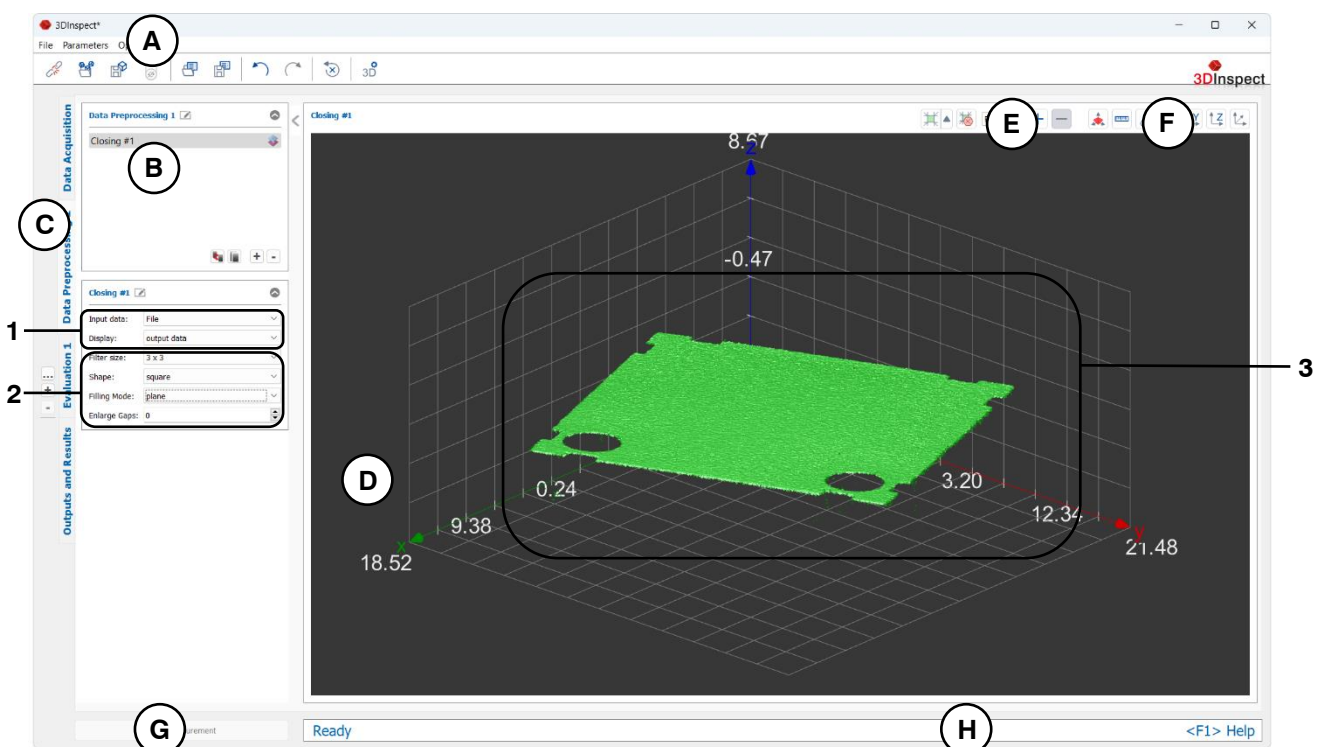 3DInspect*
File Parameters
A
3D
3DInspect
Data Acquisition
Data Preprocessing 1
Closing #1
B
C
Closing #1
Input data: File
Display: output data
Filter size: 3 x 3
Shape: square
Filling Mode: plane
Enlarge Gaps: 0
1
2
...
+
-
Evaluation 1
Outputs and Results
Closing #1
E
F
Z
8.67
z
-0.47
3
D
0.24
9.38
x
18.52
3.20
12.34
y
21.48
G
H
Ready
<F1> Help